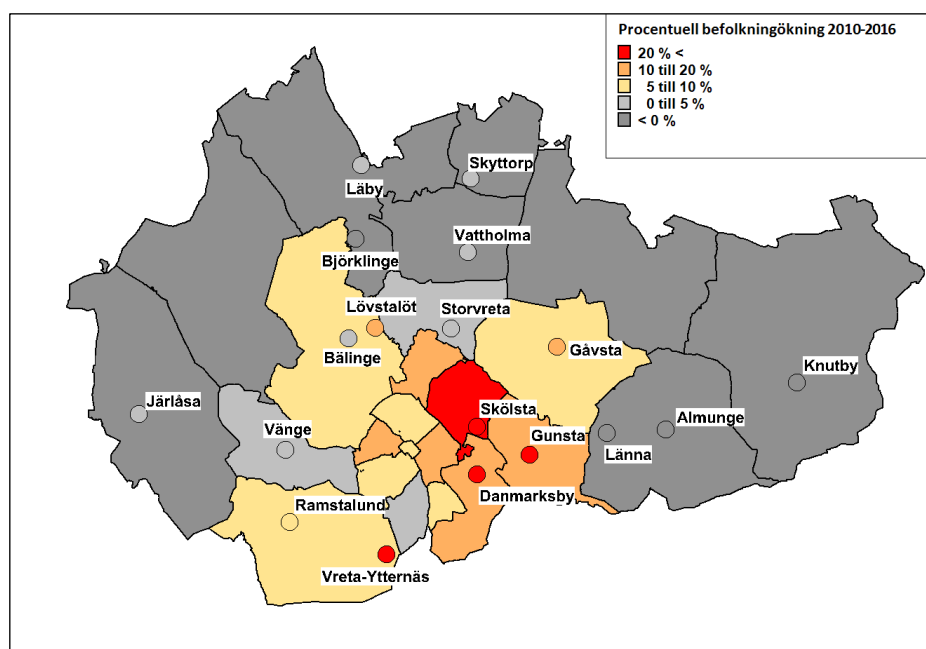 Procentuell befolkningökning 2010-2016
20 % <
10 till 20 %
5 till 10 %
0 till 5 %
< 0 %
Skyttorp
Läby
Vattholma
Björklinge
Lövstalöt
Storvreta
Bälinge
Gåvsta
Knutby
Järlåsa
Skölsta
Almunge
Vänge
Gunsta
Länna
Danmarksby
Ramstalund
Vreta-Ytternäs